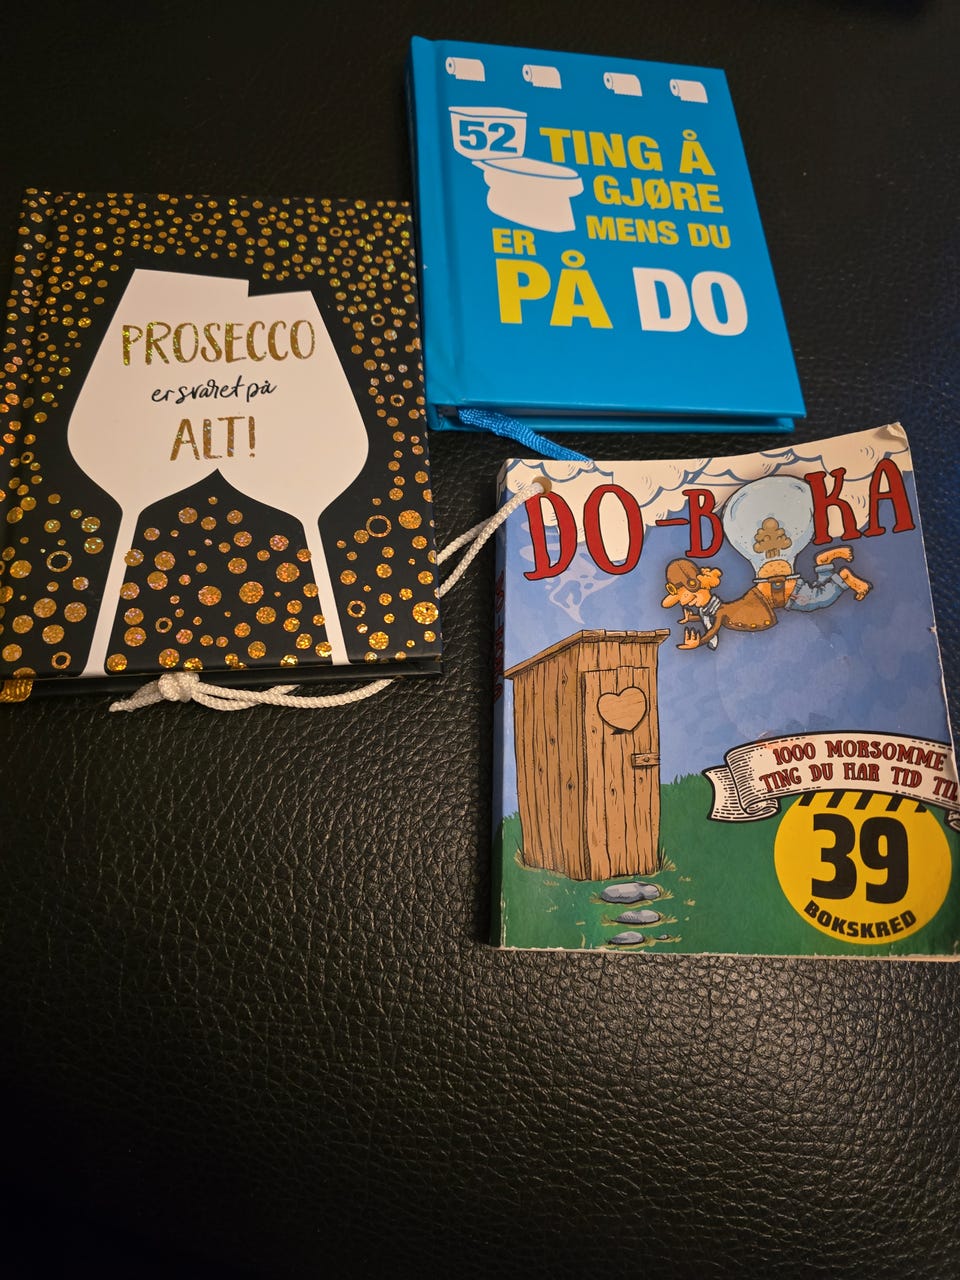 PROSECCO
er svaret på
ALT!
52
TING Å
GJØRE
MENS DU
ER
PÅ DO
DO-BOKA
1000 MORSOMME
TING DU HAR TID TIL
39
BOKSKRED